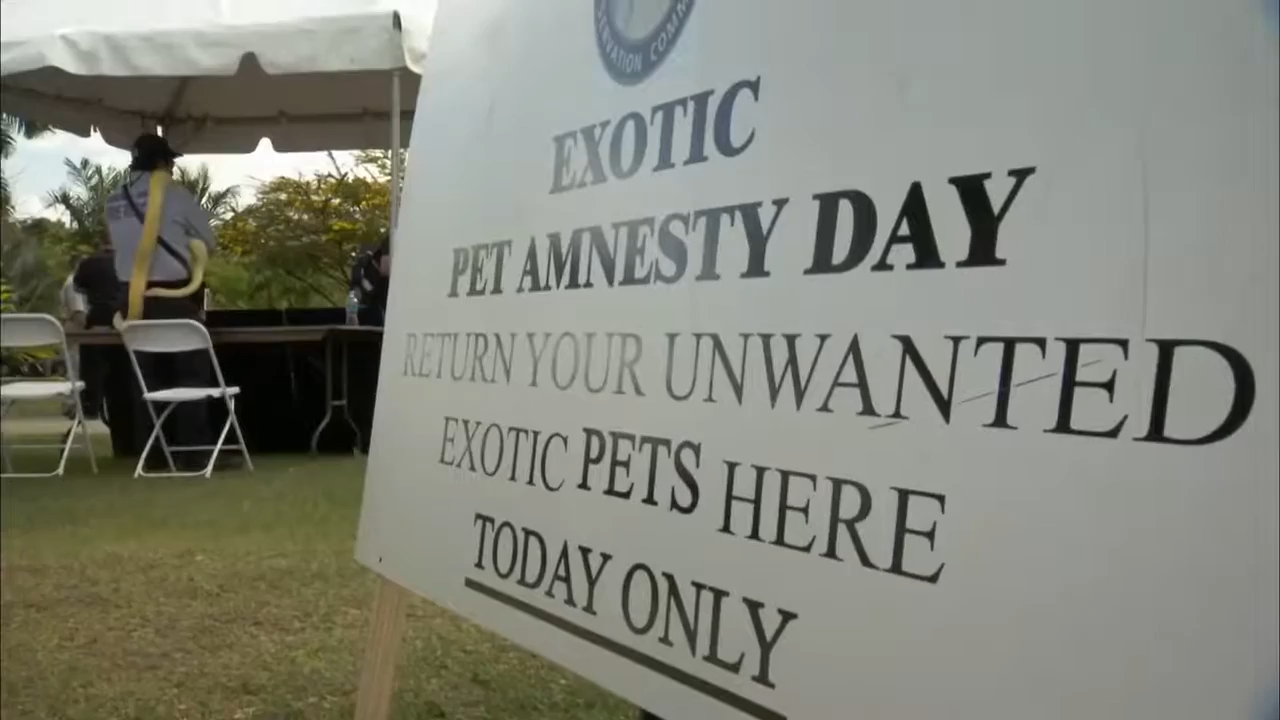 EXOTIC
PET AMNESTY DAY
RETURN YOUR UNWANTED
EXOTIC PETS HERE
TODAY ONLY